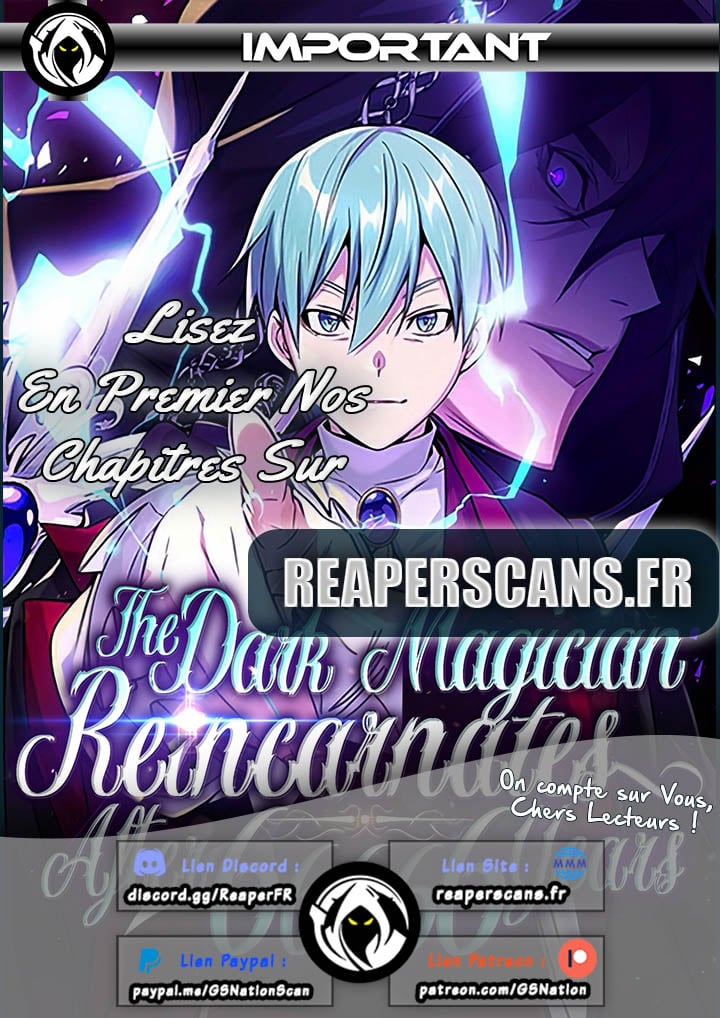 IMPORTANT
Lisez
En Premier Nos
Chapitres Sur
REAPERSCANS.FR
The Dark Magician
Reincarnates
After
Years
On compte sur Vous,
Chers Lecteurs !
Lien Discord :
discord.gg/ReaperFR
Lien Site :
reaperscans.fr
Lien Paypal :
paypal.me/GSNationScan
Lien Patreon :
patreon.com/GSNation